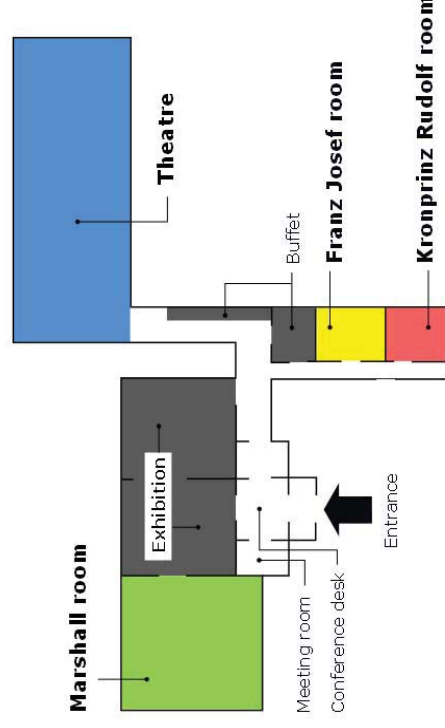 Marshall room
Exhibition
Theatre
Meeting room
Conference desk
Entrance
Buffet
Franz Josef room
Kronprinz Rudolf room